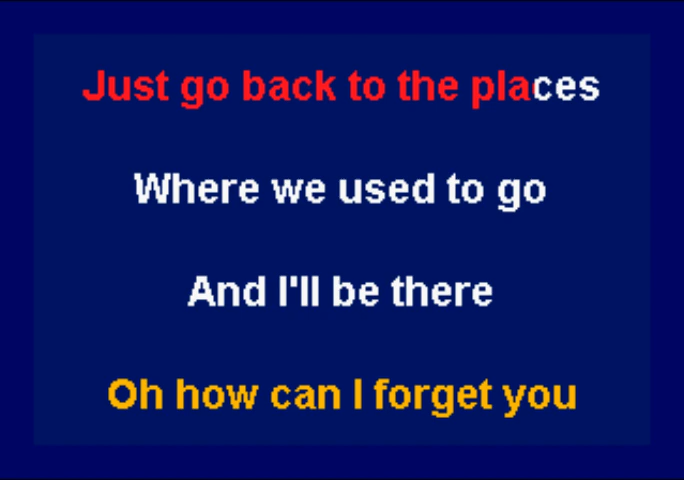 Just go back to the places
Where we used to go
And I'll be there
Oh how can I forget you